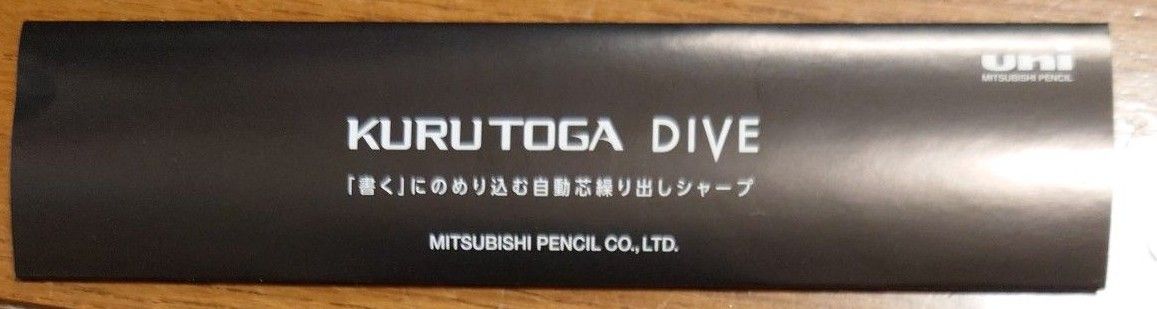 uni
MITSUBISHI PENCIL
KURUTOGA DIVE
「書く」にのめり込む自動芯繰り出しシャープ
MITSUBISHI PENCIL CO., LTD.